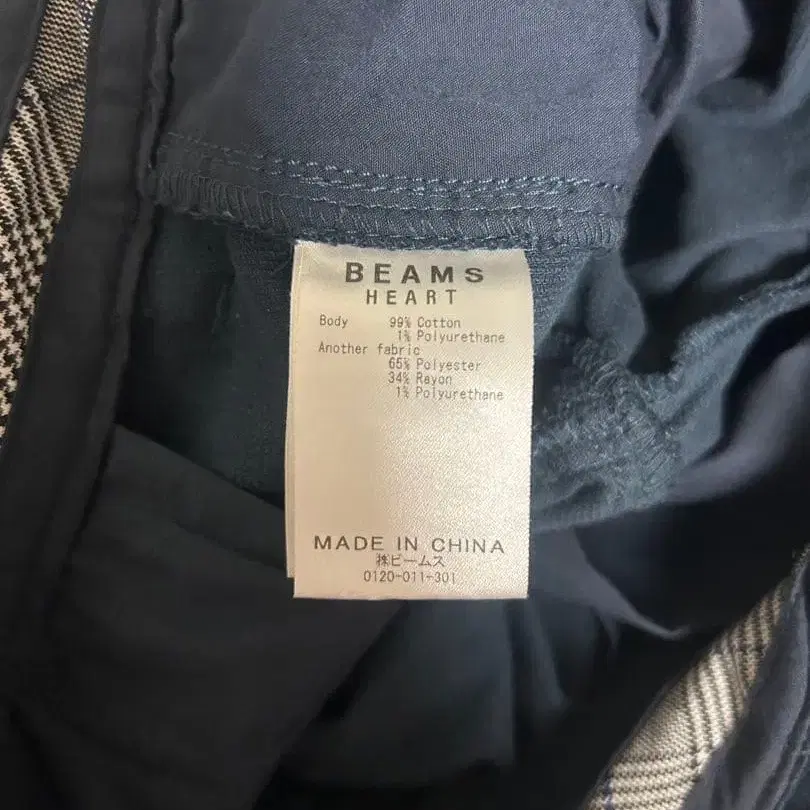 BEAMS
HEART
Body 99% Cotton
1% Polyurethane
Another fabric
65% Polyester
34% Rayon
1% Polyurethane
MADE IN CHINA
㈱ビームス
0120-011-301